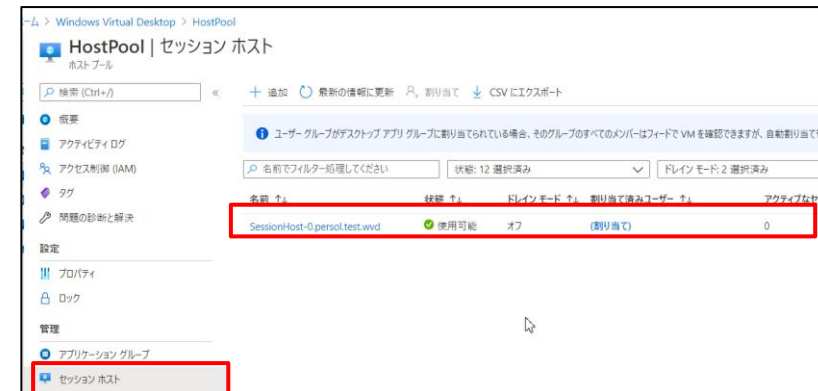 ーム > Windows Virtual Desktop > HostPool
HostPool | セッション ホスト
ホスト プール
検索 (Ctrl+/)
«
追加 最新の情報に更新 割り当て CSV にエクスポート
概要
アクティビティ ログ
アクセス制御 (IAM)
タグ
問題の診断と解決
設定
プロパティ
ロック
管理
アプリケーション グループ
セッション ホスト
ユーザー グループがデスクトップ アプリ グループに割り当てられている場合、そのグループのすべてのメンバーはフィードで VM を確認できますが、自動割り当て
名前でフィルター処理してください 状態: 12 選択済み ドレイン モード: 2 選択済み
名前 ↑↓ 状態 ↑↓ ドレイン モード ↑↓ 割り当て済みユーザー ↑↓ アクティブなセ
SessionHost-0.persol.test.wvd 使用可能 オフ (割り当て) 0